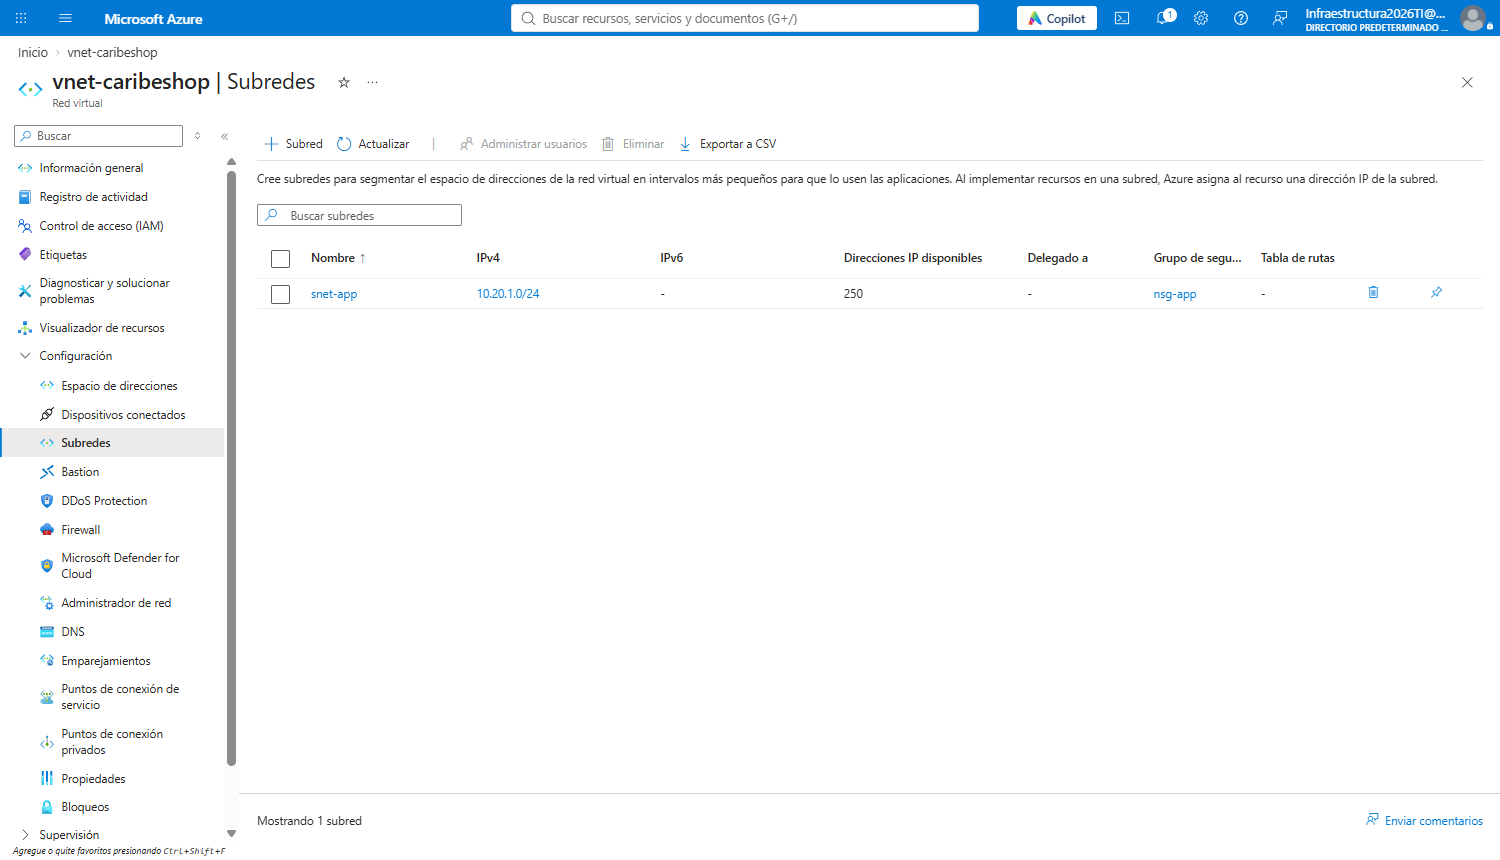 Microsoft Azure
Buscar recursos, servicios y documentos (G+/)
Copilot
1
Infraestructura2026TI@...
DIRECTORIO PREDETERMINADO ...
Inicio > vnet-caribeshop
vnet-caribeshop | Subredes
Red virtual
Buscar
Información general
Registro de actividad
Control de acceso (IAM)
Etiquetas
Diagnosticar y solucionar
problemas
Visualizador de recursos
Configuración
Espacio de direcciones
Dispositivos conectados
Subredes
Bastion
DDoS Protection
Firewall
Microsoft Defender for
Cloud
Administrador de red
DNS
Emparejamientos
Puntos de conexión de
servicio
Puntos de conexión
privados
Propiedades
Bloqueos
Supervisión
Agregue o quite favoritos presionando Ctrl+Shift+F
Subred Actualizar | Administrar usuarios Eliminar Exportar a CSV
Cree subredes para segmentar el espacio de direcciones de la red virtual en intervalos más pequeños para que lo usen las aplicaciones. Al implementar recursos en una subred, Azure asigna al recurso una dirección IP de la subred.
Buscar subredes
Nombre ↑ IPv4 IPv6 Direcciones IP disponibles Delegado a Grupo de segu... Tabla de rutas
snet-app 10.20.1.0/24 - 250 - nsg-app -
Mostrando 1 subred
Enviar comentarios